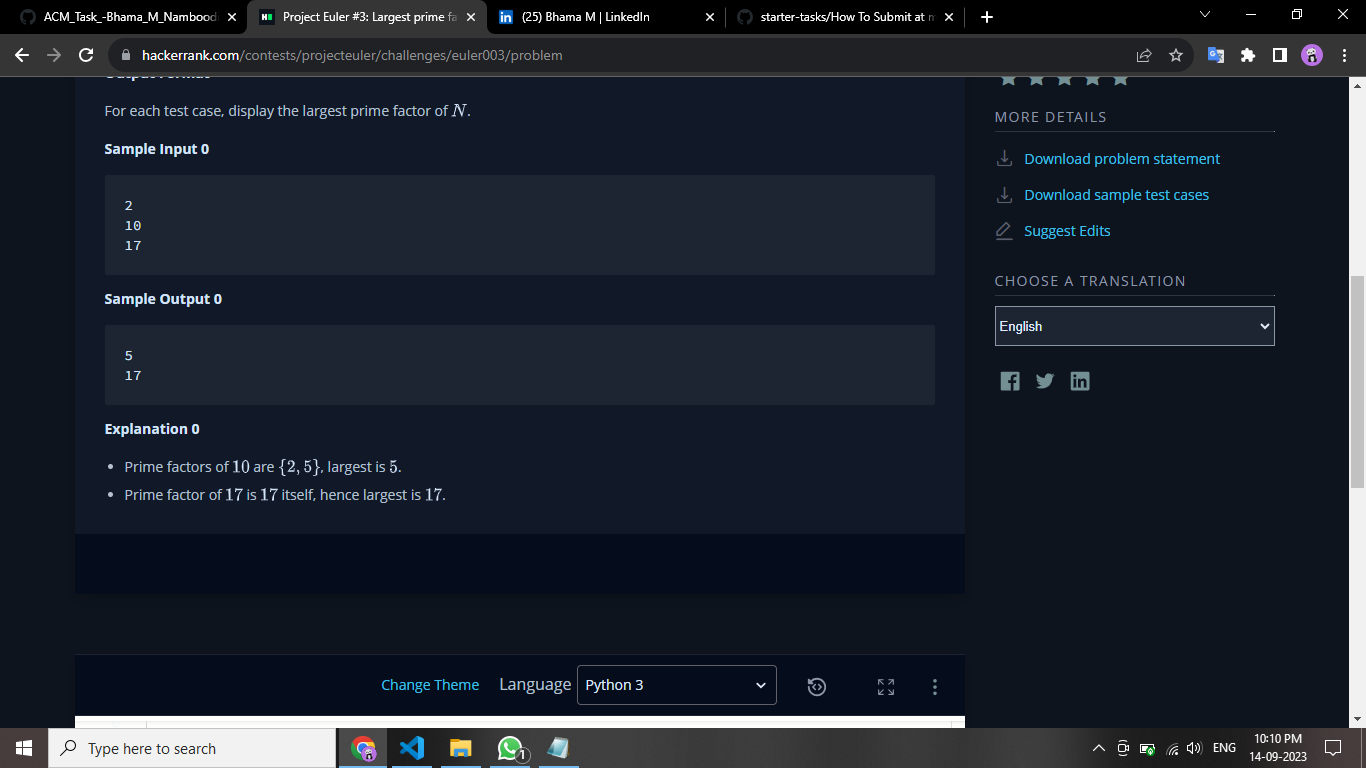 ACM_Task_-Bhama_M_Nambood
Project Euler #3: Largest prime fa
(25) Bhama M | LinkedIn
starter-tasks/How To Submit at m
hackerrank.com/contests/projecteuler/challenges/euler003/problem
Output Format
For each test case, display the largest prime factor of N.
Sample Input 0
2
10
17
Sample Output 0
5
17
Explanation 0
Prime factors of 10 are {2, 5}, largest is 5.
Prime factor of 17 is 17 itself, hence largest is 17.
MORE DETAILS
Download problem statement
Download sample test cases
Suggest Edits
CHOOSE A TRANSLATION
English
Change Theme Language Python 3
Type here to search
1
ENG
10:10 PM
14-09-2023